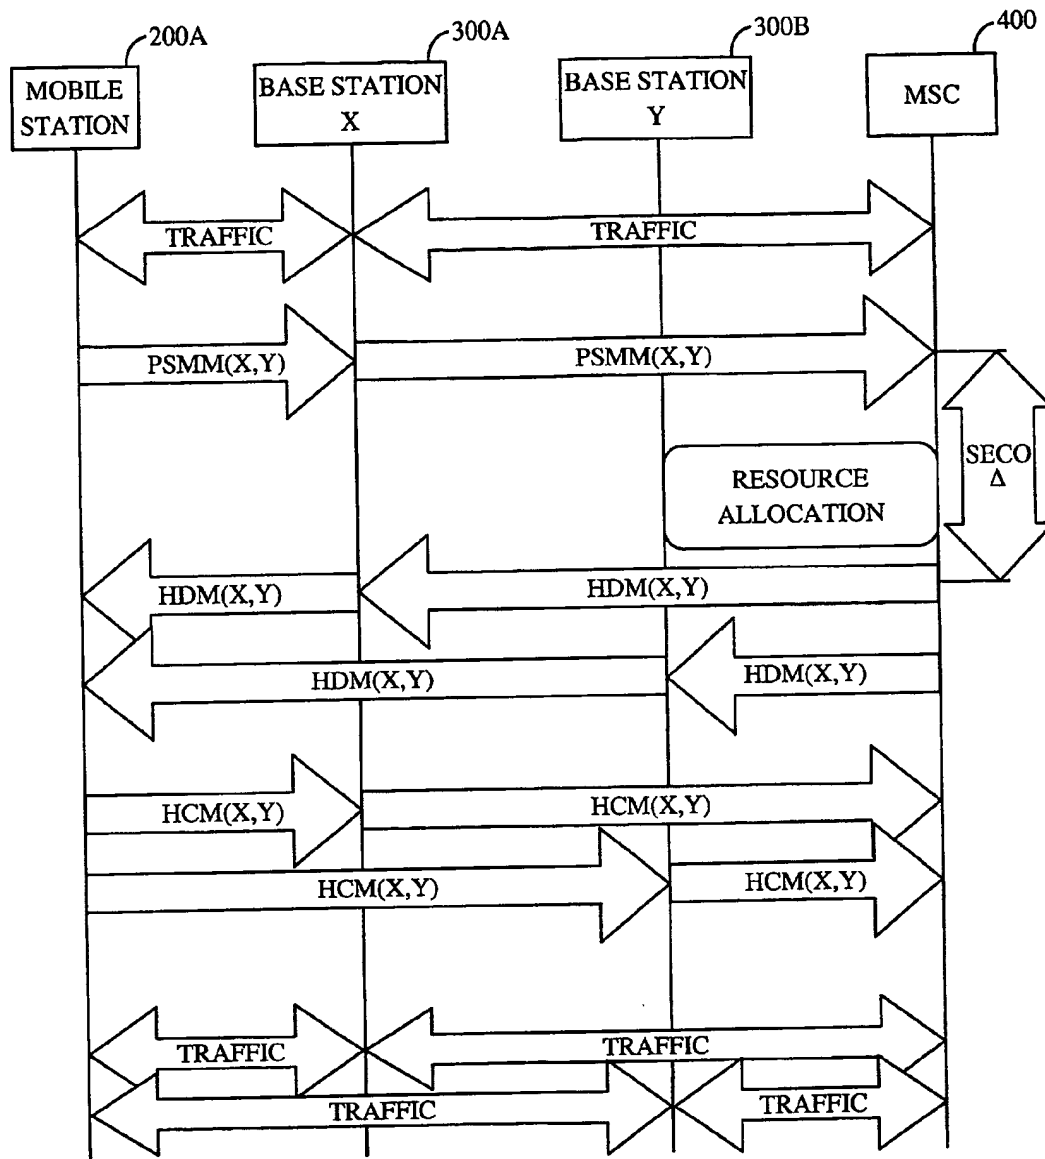 200A
300A
300B
400
MOBILE
STATION
BASE STATION
X
BASE STATION
Y
MSC
TRAFFIC
TRAFFIC
PSMM(X,Y)
PSMM(X,Y)
RESOURCE
ALLOCATION
SECO
Δ
HDM(X,Y)
HDM(X,Y)
HDM(X,Y)
HDM(X,Y)
HCM(X,Y)
HCM(X,Y)
HCM(X,Y)
HCM(X,Y)
TRAFFIC
TRAFFIC
TRAFFIC
TRAFFIC